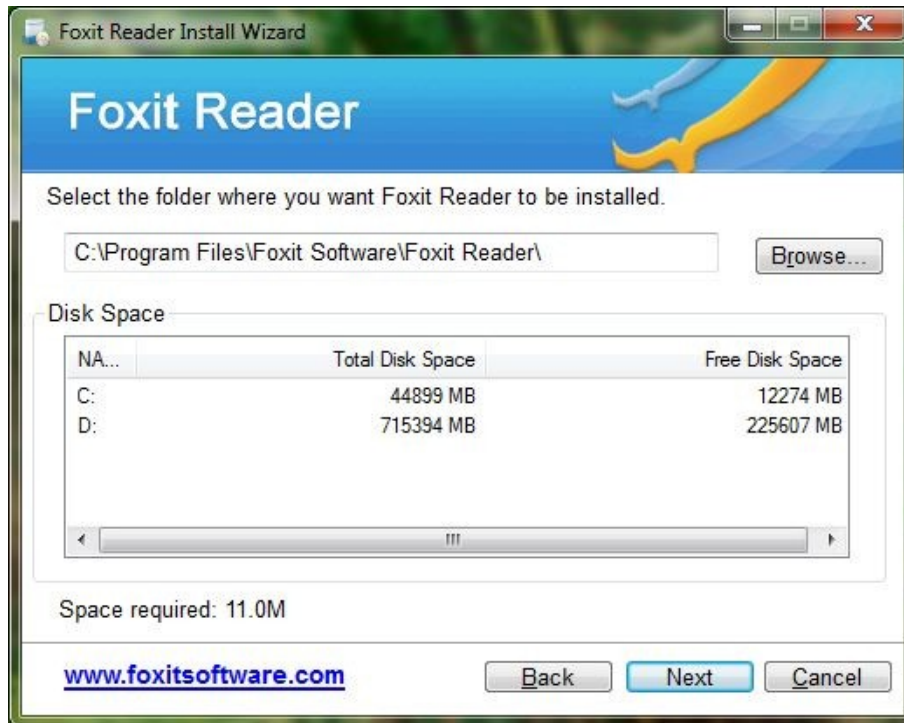 Foxit Reader Install Wizard
Foxit Reader
Select the folder where you want Foxit Reader to be installed.
C:\Program Files\Foxit Software\Foxit Reader\
Browse...
Disk Space
NA... Total Disk Space Free Disk Space
C: 44899 MB 12274 MB
D: 715394 MB 225607 MB
Space required: 11.0M
www.foxitsoftware.com Back Next Cancel